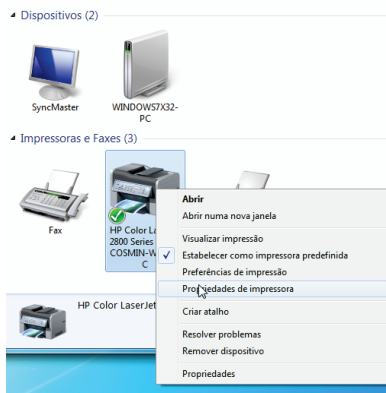 Dispositivos (2)
SyncMaster
WINDOWS7X32-
PC
Impressoras e Faxes (3)
Fax
HP Color La
2800 Series
COSMIN-W
C
Abrir
Abrir numa nova janela
Visualizar impressão
Estabelecer como impressora predefinida
Preferências de impressão
Propriedades de impressora
Criar atalho
Resolver problemas
Remover dispositivo
Propriedades
HP Color LaserJet